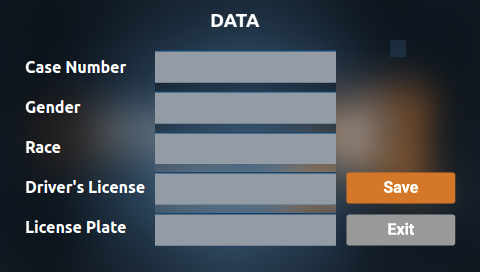 DATA
Case Number
Gender
Race
Driver's License
Save
License Plate
Exit